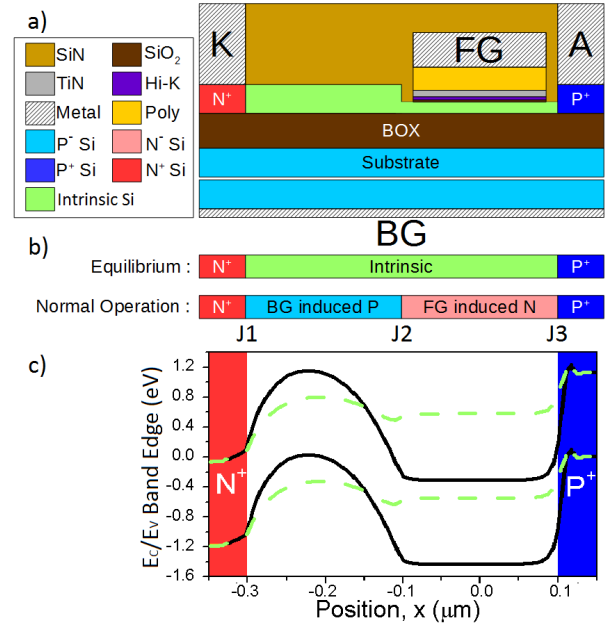 a)
SiN
SiO₂
TiN
Hi-K
Metal
Poly
P⁻ Si
N⁻ Si
P⁺ Si
N⁺ Si
Intrinsic Si
K
FG
A
N⁺
P⁺
BOX
Substrate
BG
b)
Equilibrium :
N⁺
Intrinsic
P⁺
Normal Operation :
N⁺
BG induced P
FG induced N
P⁺
J1
J2
J3
c)
Eᴄ/Eᴠ Band Edge (eV)
1.2
0.8
0.4
0.0
-0.4
-0.8
-1.2
-1.6
N⁺
P⁺
-0.3
-0.2
-0.1
0.0
0.1
Position, x (μm)